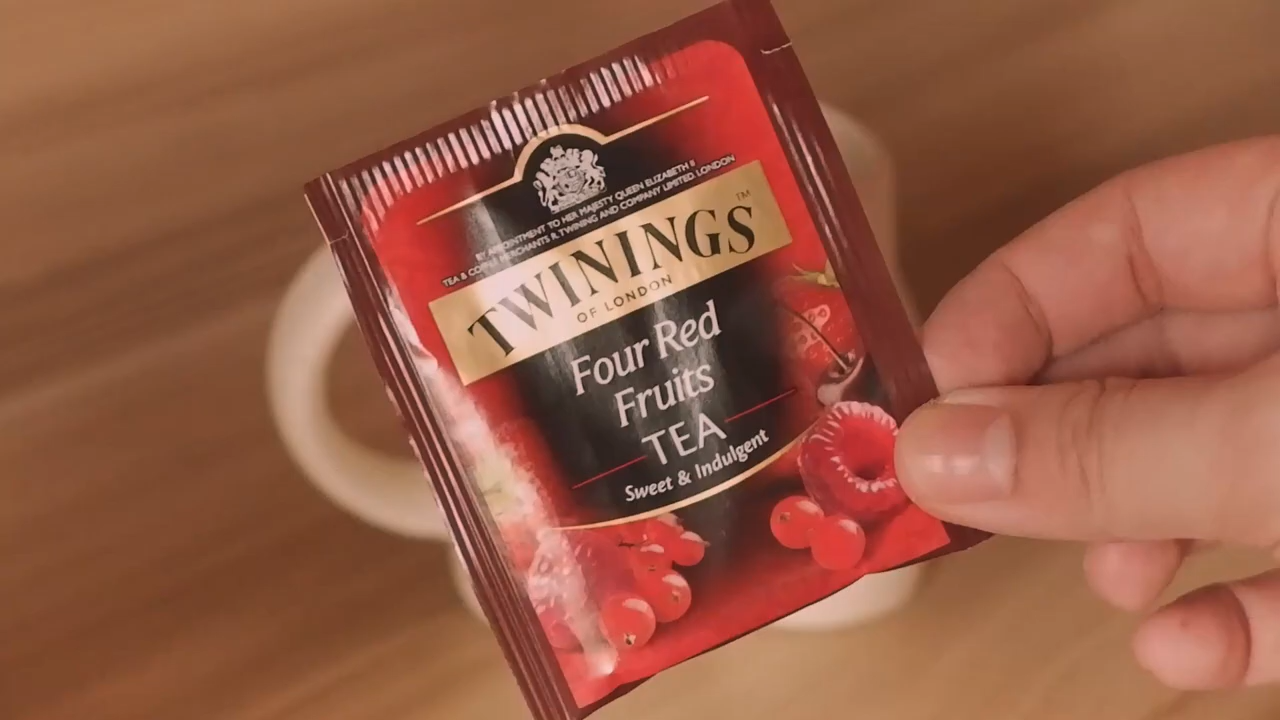 BY APPOINTMENT TO HER MAJESTY QUEEN ELIZABETH II
TEA & COFFEE MERCHANTS R. TWINING AND COMPANY LIMITED, LONDON
TWININGS™
OF LONDON
Four Red
Fruits
TEA
Sweet & Indulgent